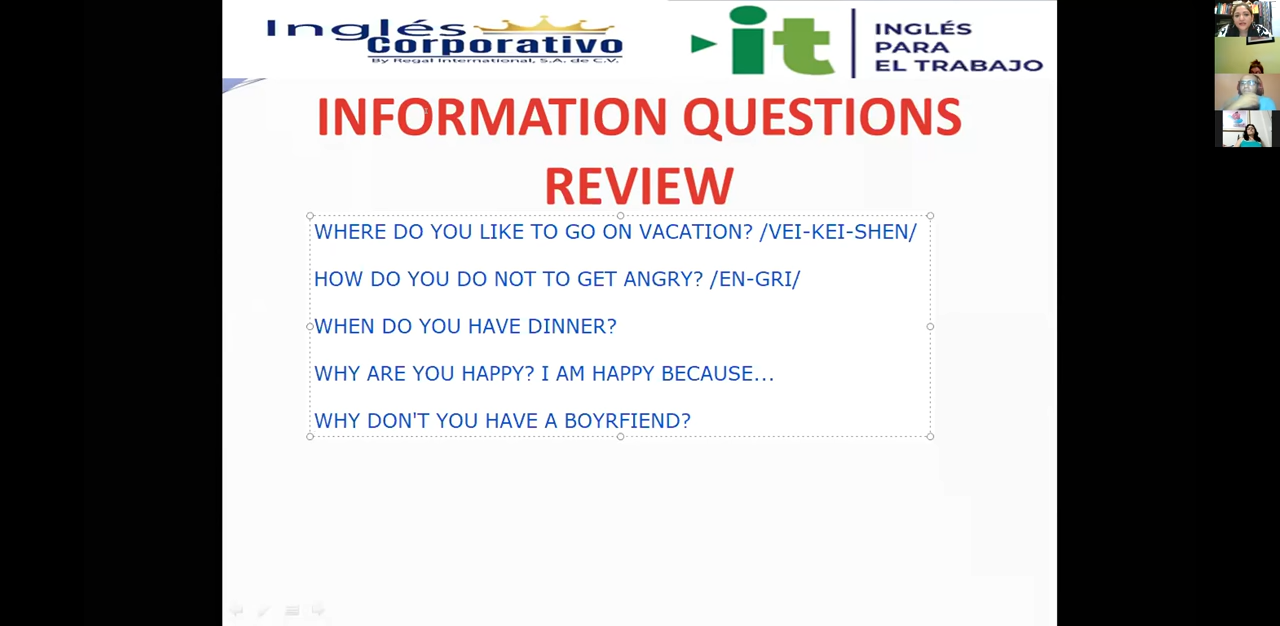 Inglés
Corporativo
By Regal International, S.A. de C.V.
it
INGLÉS
PARA
EL TRABAJO
INFORMATION QUESTIONS
REVIEW
WHERE DO YOU LIKE TO GO ON VACATION? /VEI-KEI-SHEN/
HOW DO YOU DO NOT TO GET ANGRY? /EN-GRI/
WHEN DO YOU HAVE DINNER?
WHY ARE YOU HAPPY? I AM HAPPY BECAUSE...
WHY DON'T YOU HAVE A BOYRFIEND?